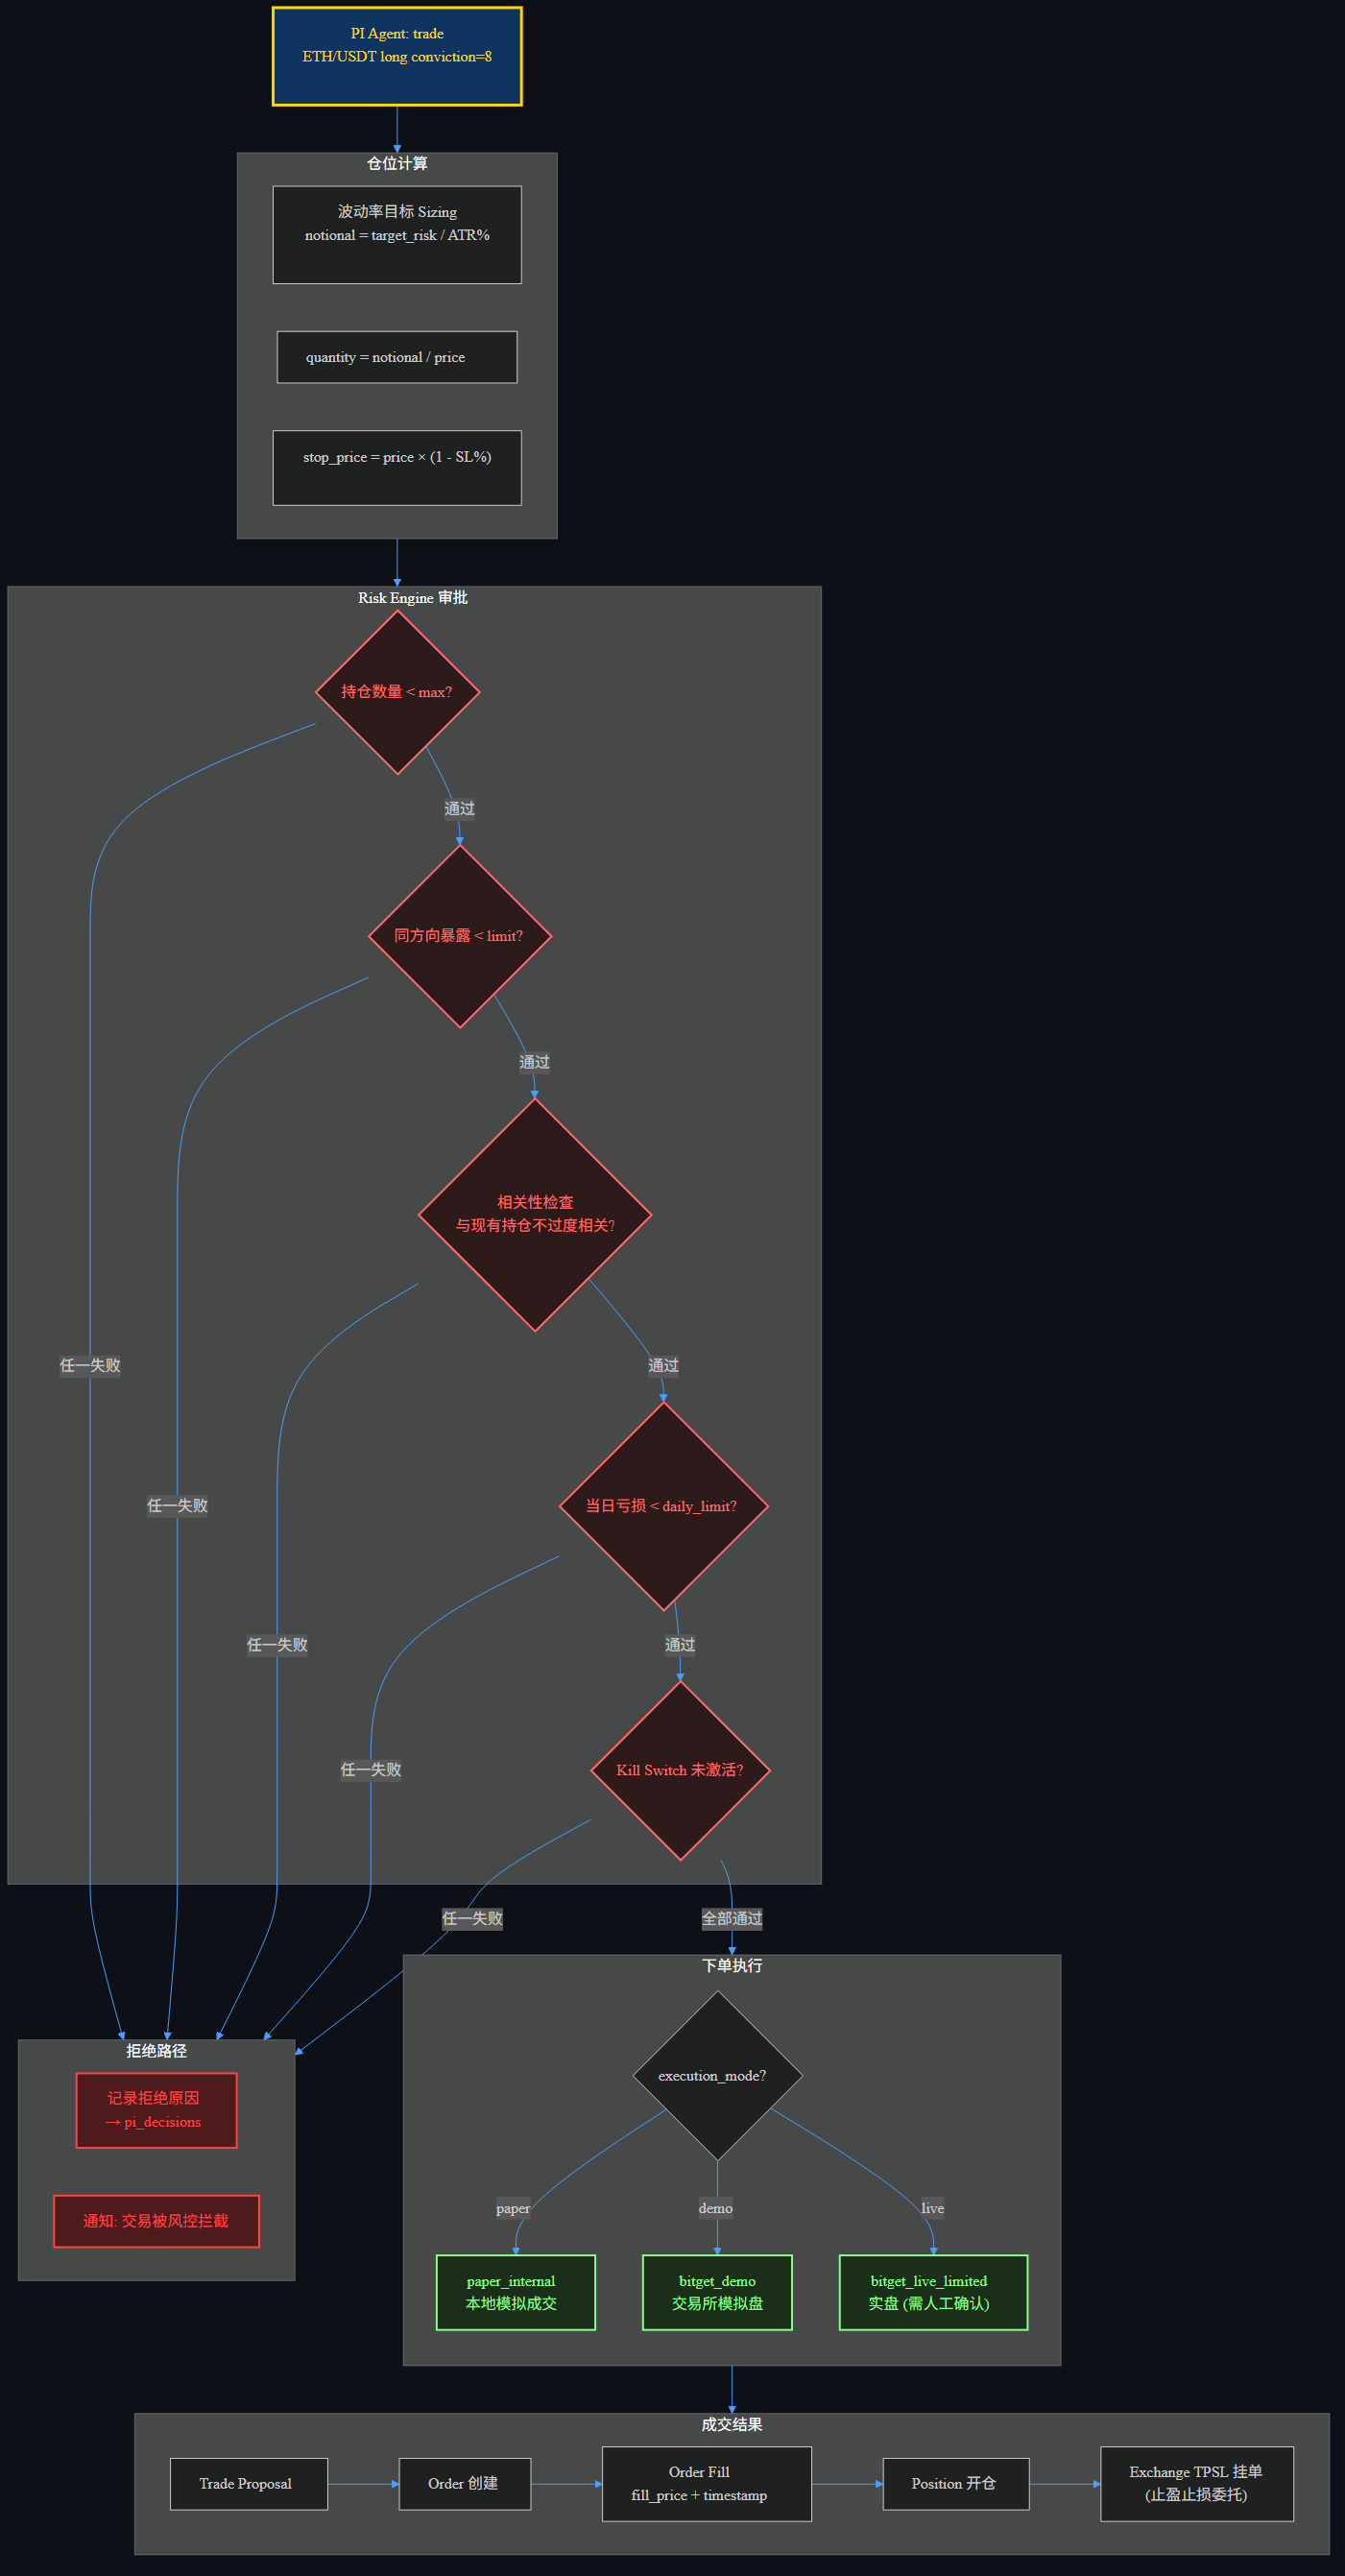 PI Agent: trade
ETH/USDT long conviction=8
仓位计算
波动率目标 Sizing
notional = target_risk / ATR%
quantity = notional / price
stop_price = price × (1 - SL%)
Risk Engine 审批
持仓数量 < max?
通过
同方向暴露 < limit?
通过
相关性检查
与现有持仓不过度相关?
任一失败
通过
任一失败
当日亏损 < daily_limit?
任一失败
通过
任一失败
Kill Switch 未激活?
任一失败
全部通过
下单执行
execution_mode?
拒绝路径
记录拒绝原因
→ pi_decisions
通知: 交易被风控拦截
paper
demo
live
paper_internal
本地模拟成交
bitget_demo
交易所模拟盘
bitget_live_limited
实盘 (需人工确认)
成交结果
Trade Proposal
Order 创建
Order Fill
fill_price + timestamp
Position 开仓
Exchange TPSL 挂单
(止盈止损委托)